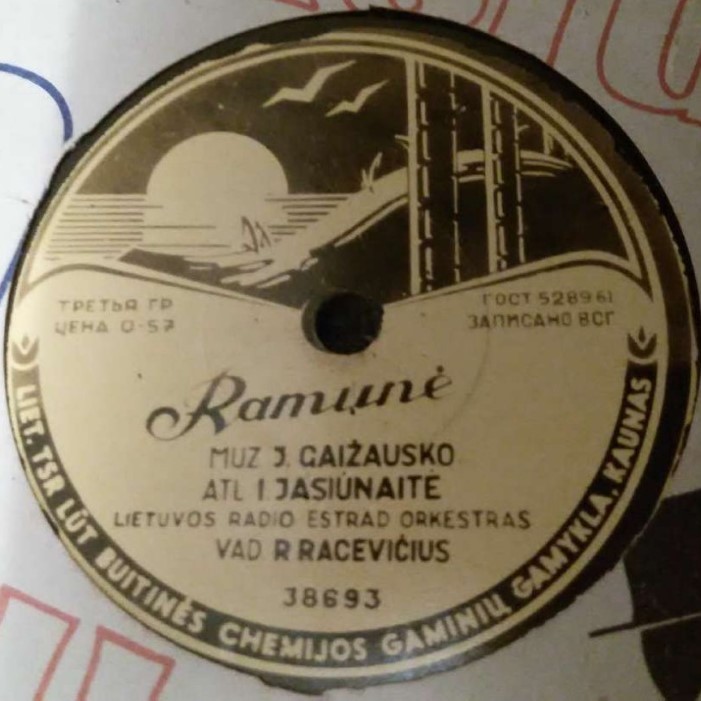 ТРЕТЬЯ ГР
ЦЕНА 0-57
ГОСТ 5289 61
ЗАПИСАНО ВСГ
Ramunė
MUZ J. GAIŽAUSKO
ATL I. JASIŪNAITĖ
LIETUVOS RADIO ESTRAD ORKESTRAS
VAD R RACEVIČIUS
38693
LIET. TSR LŪT BUITINĖS CHEMIJOS GAMINIŲ GAMYKLA. KAUNAS